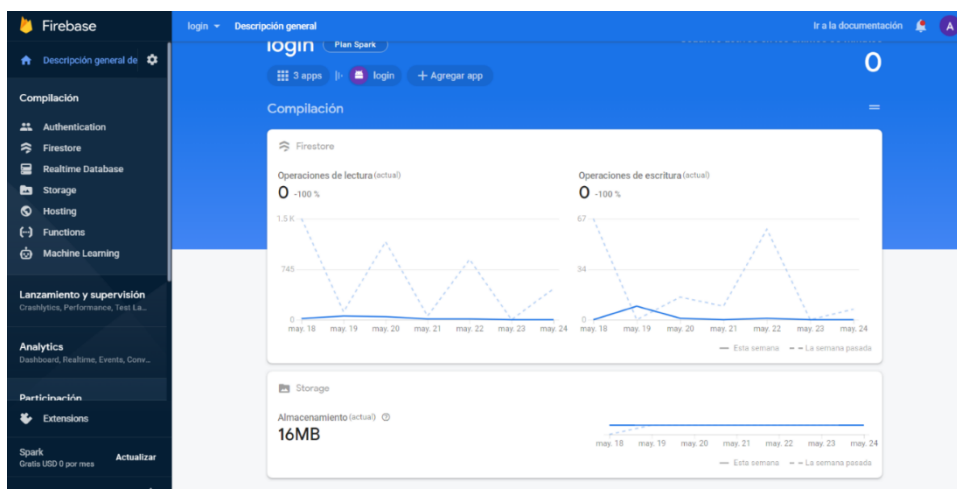 Firebase
login
Descripción general
Ir a la documentación
A
Descripción general de
Compilación
Authentication
Firestore
Realtime Database
Storage
Hosting
Functions
Machine Learning
Lanzamiento y supervisión
Crashlytics, Performance, Test La...
Analytics
Dashboard, Realtime, Events, Conv...
Participación
Extensions
Spark
Gratis USD 0 por mes
Actualizar
login
Plan Spark
0
3 apps
login
+ Agregar app
Compilación
Firestore
Operaciones de lectura (actual)
0 -100 %
1.5 K
745
0
may. 18 may. 19 may. 20 may. 21 may. 22 may. 23 may. 24
Operaciones de escritura (actual)
0 -100 %
67
34
0
may. 18 may. 19 may. 20 may. 21 may. 22 may. 23 may. 24
Esta semana La semana pasada
Storage
Almacenamiento (actual)
16MB
may. 18 may. 19 may. 20 may. 21 may. 22 may. 23 may. 24
Esta semana La semana pasada